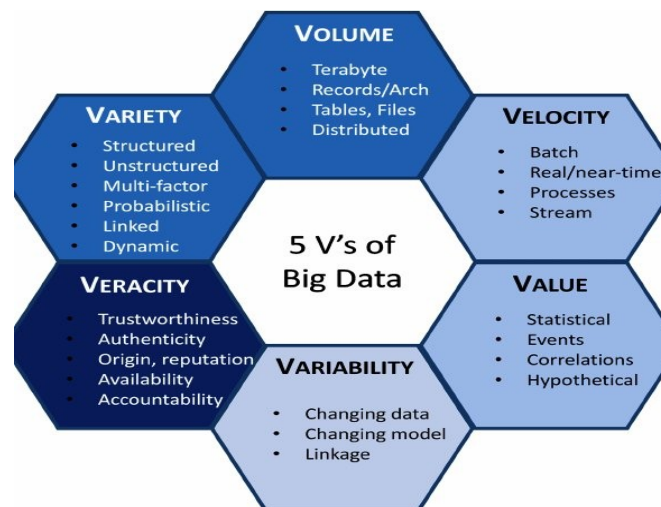 VOLUME
• Terabyte
• Records/Arch
• Tables, Files
• Distributed
VARIETY
• Structured
• Unstructured
• Multi-factor
• Probabilistic
• Linked
• Dynamic
VELOCITY
• Batch
• Real/near-time
• Processes
• Stream
5 V’s of
Big Data
VERACITY
• Trustworthiness
• Authenticity
• Origin, reputation
• Availability
• Accountability
VALUE
• Statistical
• Events
• Correlations
• Hypothetical
VARIABILITY
• Changing data
• Changing model
• Linkage